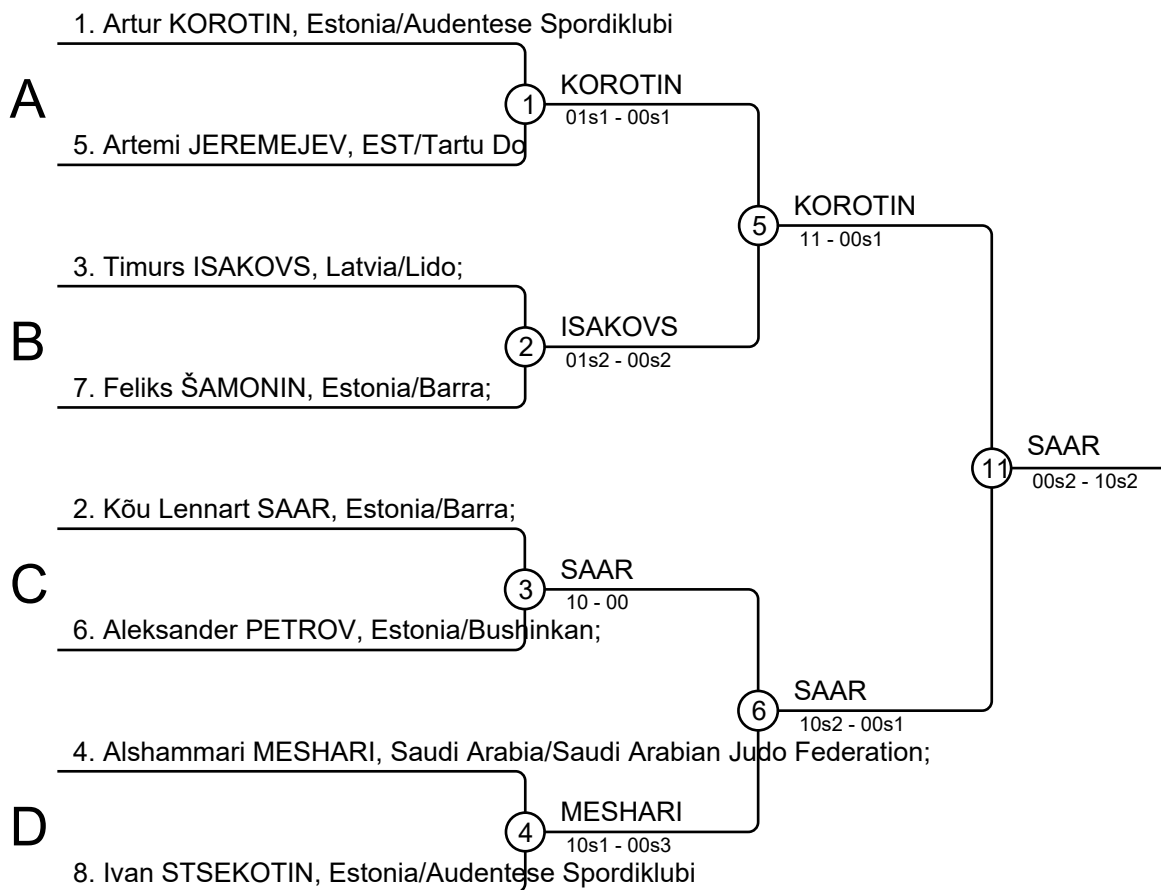 1. Artur KOROTIN, Estonia/Audentese Spordiklubi
A
1
KOROTIN
01s1 - 00s1
5. Artemi JEREMEJEV, EST/Tartu Do
5
KOROTIN
11 - 00s1
3. Timurs ISAKOVS, Latvia/Lido;
B
2
ISAKOVS
01s2 - 00s2
7. Feliks ŠAMONIN, Estonia/Barra;
11
SAAR
00s2 - 10s2
2. Kõu Lennart SAAR, Estonia/Barra;
C
3
SAAR
10 - 00
6. Aleksander PETROV, Estonia/Bushinkan;
6
SAAR
10s2 - 00s1
4. Alshammari MESHARI, Saudi Arabia/Saudi Arabian Judo Federation;
D
4
MESHARI
10s1 - 00s3
8. Ivan STSEKOTIN, Estonia/Audentese Spordiklubi